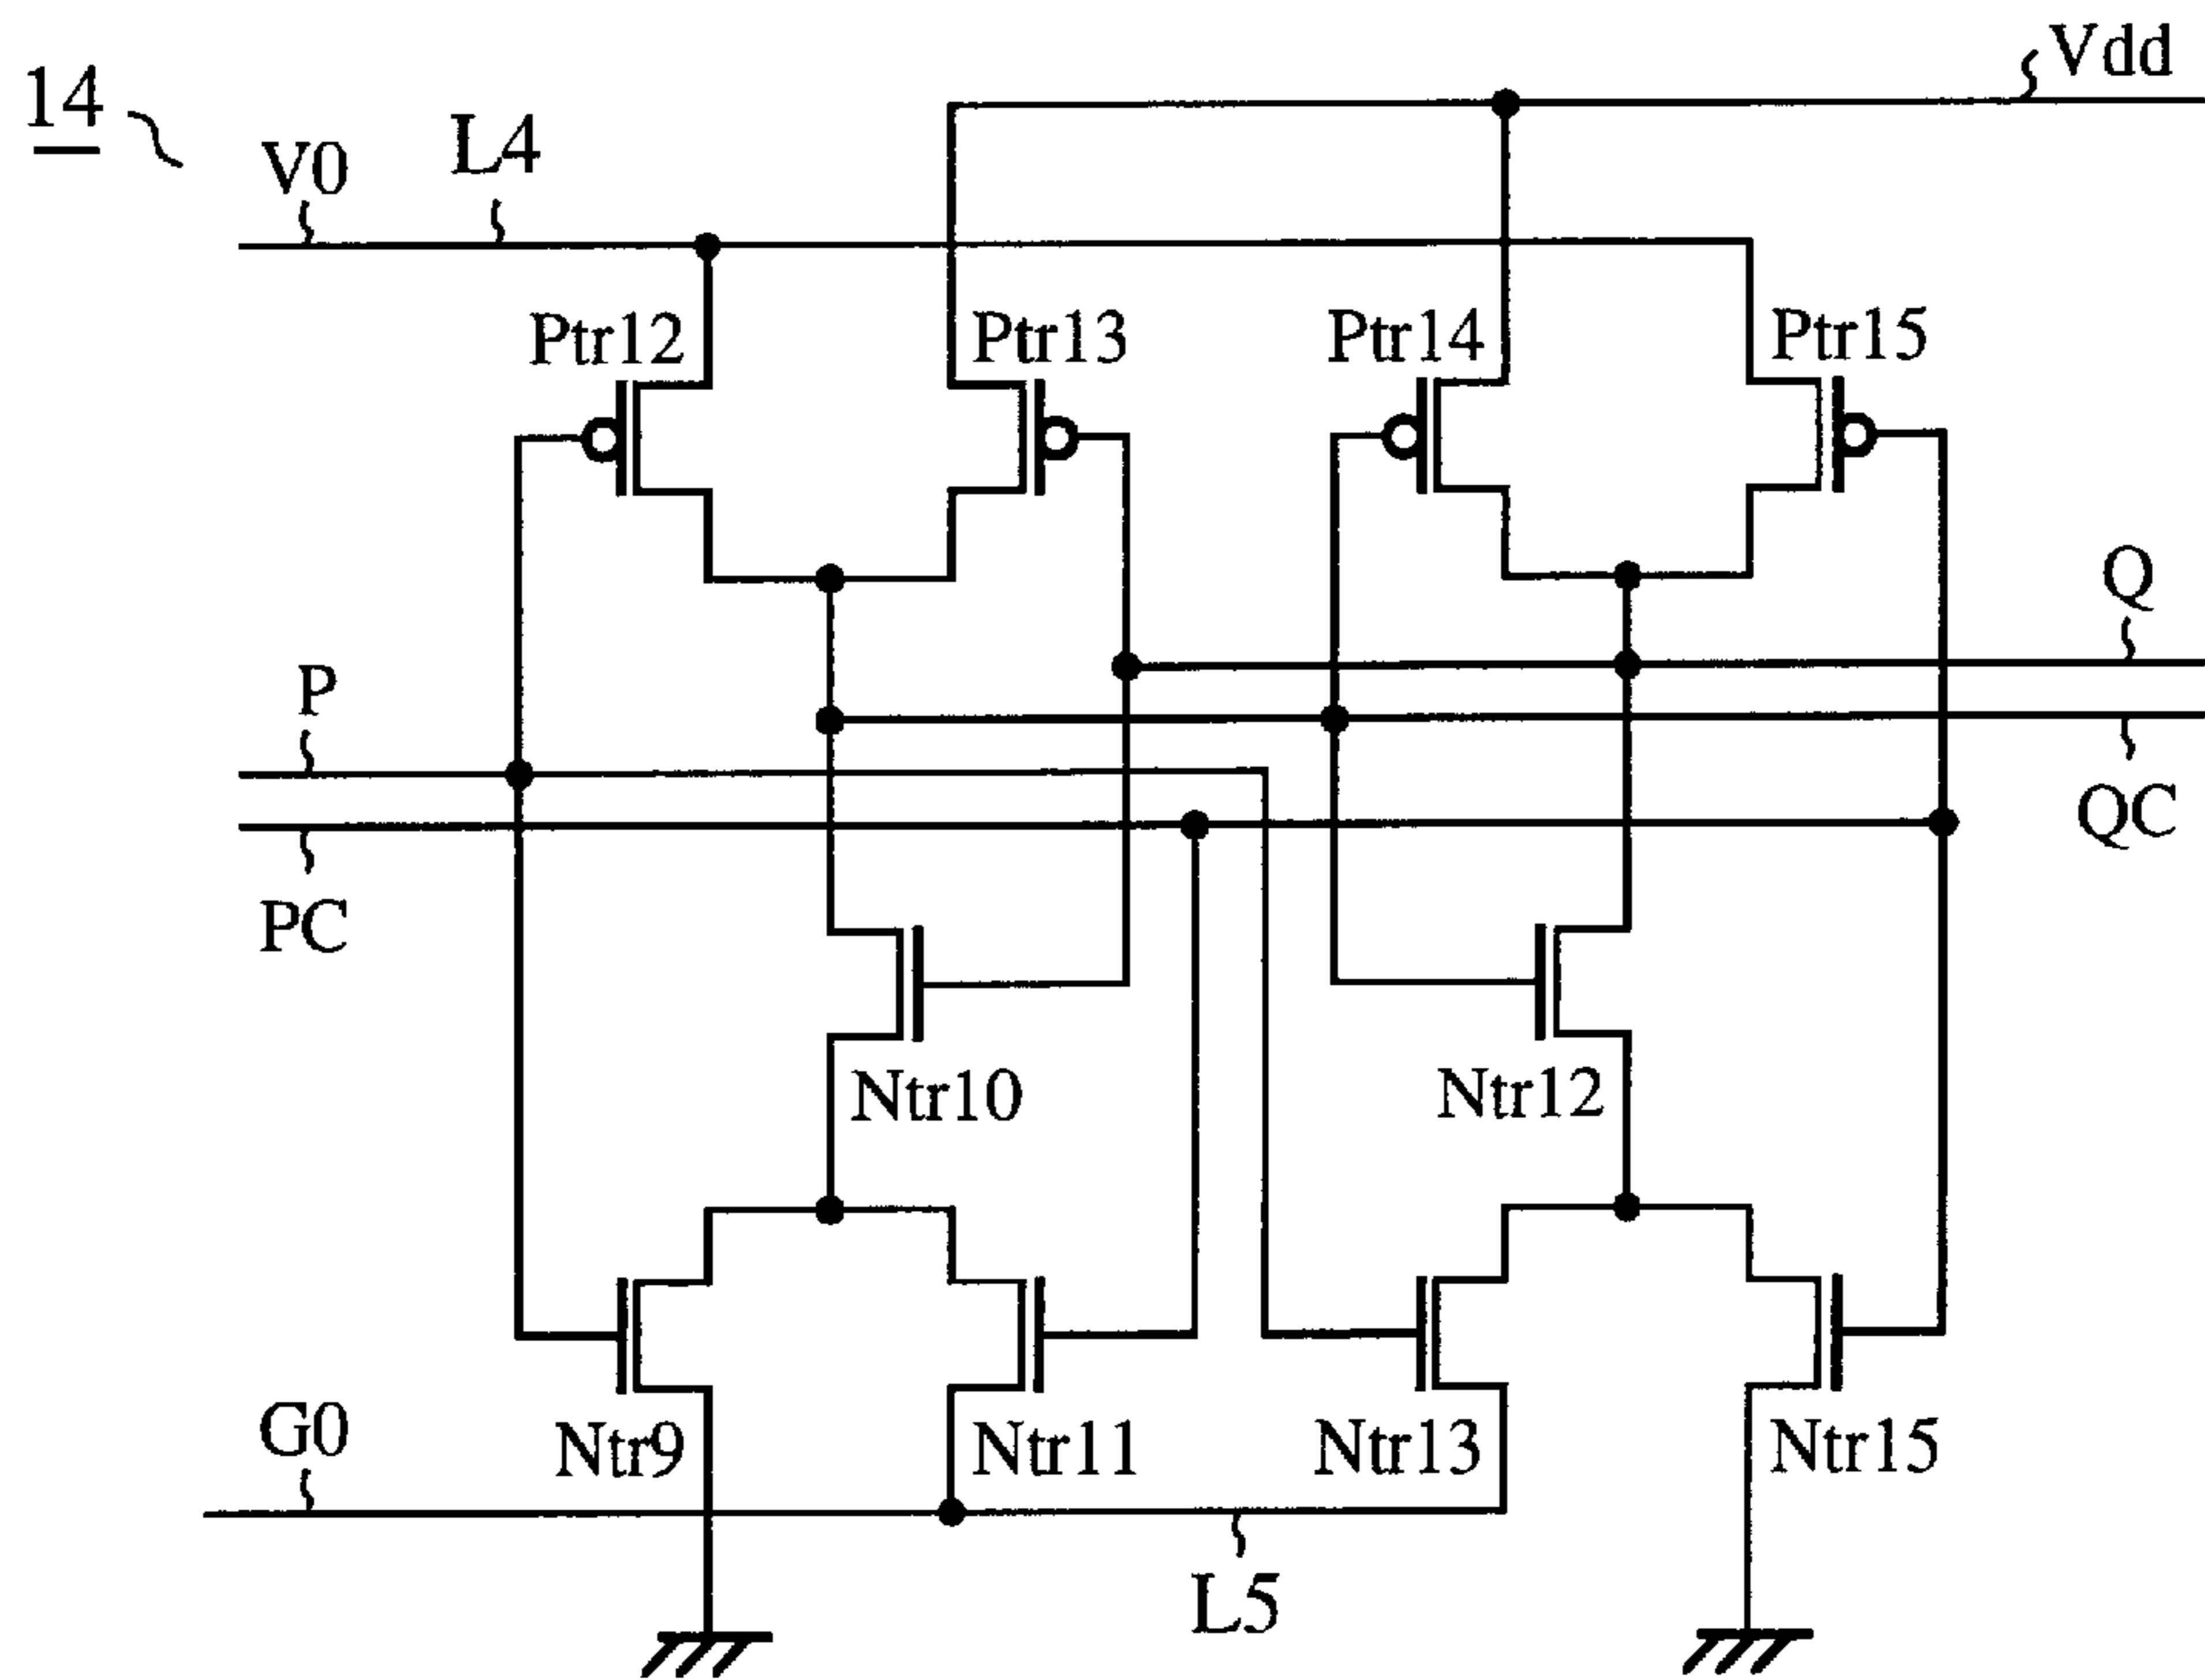 14
Vdd
V0
L4
Ptr12
Ptr13
Ptr14
Ptr15
Q
P
QC
PC
Ntr10
Ntr12
G0
Ntr9
Ntr11
Ntr13
Ntr15
L5